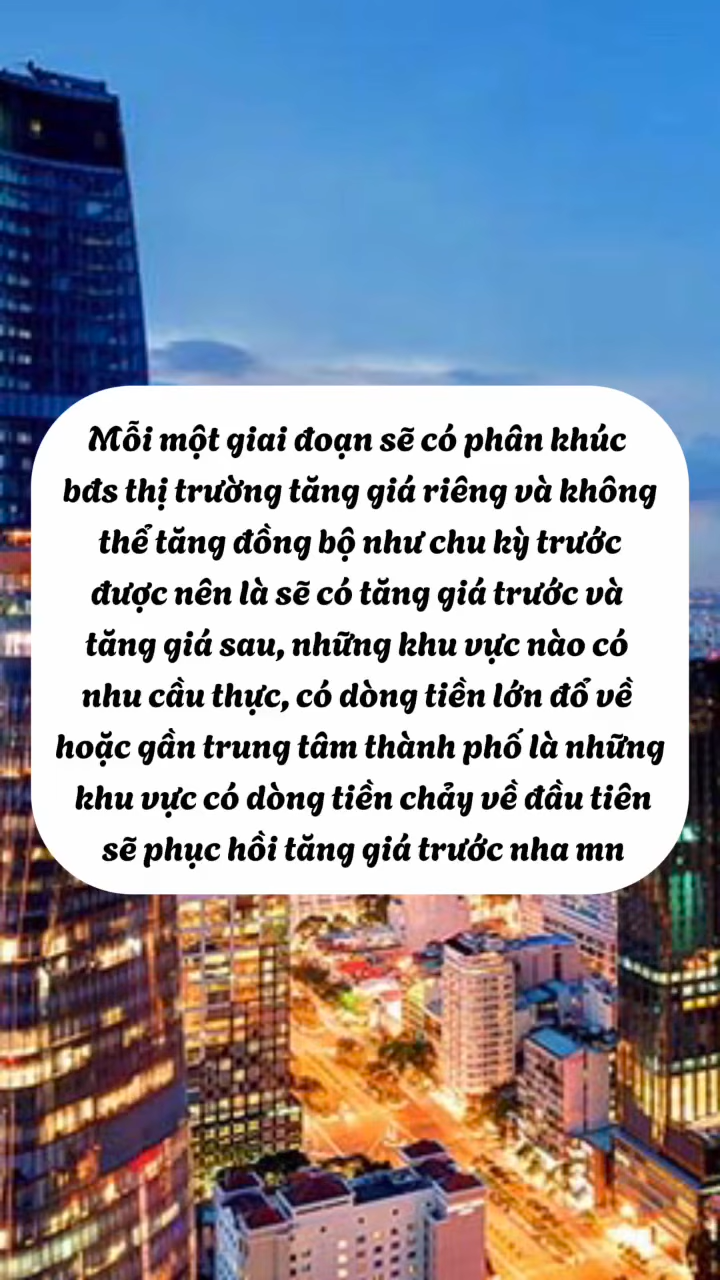 Mỗi một giai đoạn sẽ có phân khúc
bđs thị trường tăng giá riêng và không
thể tăng đồng bộ như chu kỳ trước
được nên là sẽ có tăng giá trước và
tăng giá sau, những khu vực nào có
nhu cầu thực, có dòng tiền lớn đổ về
hoặc gần trung tâm thành phố là những
khu vực có dòng tiền chảy về đầu tiên
sẽ phục hồi tăng giá trước nha mn